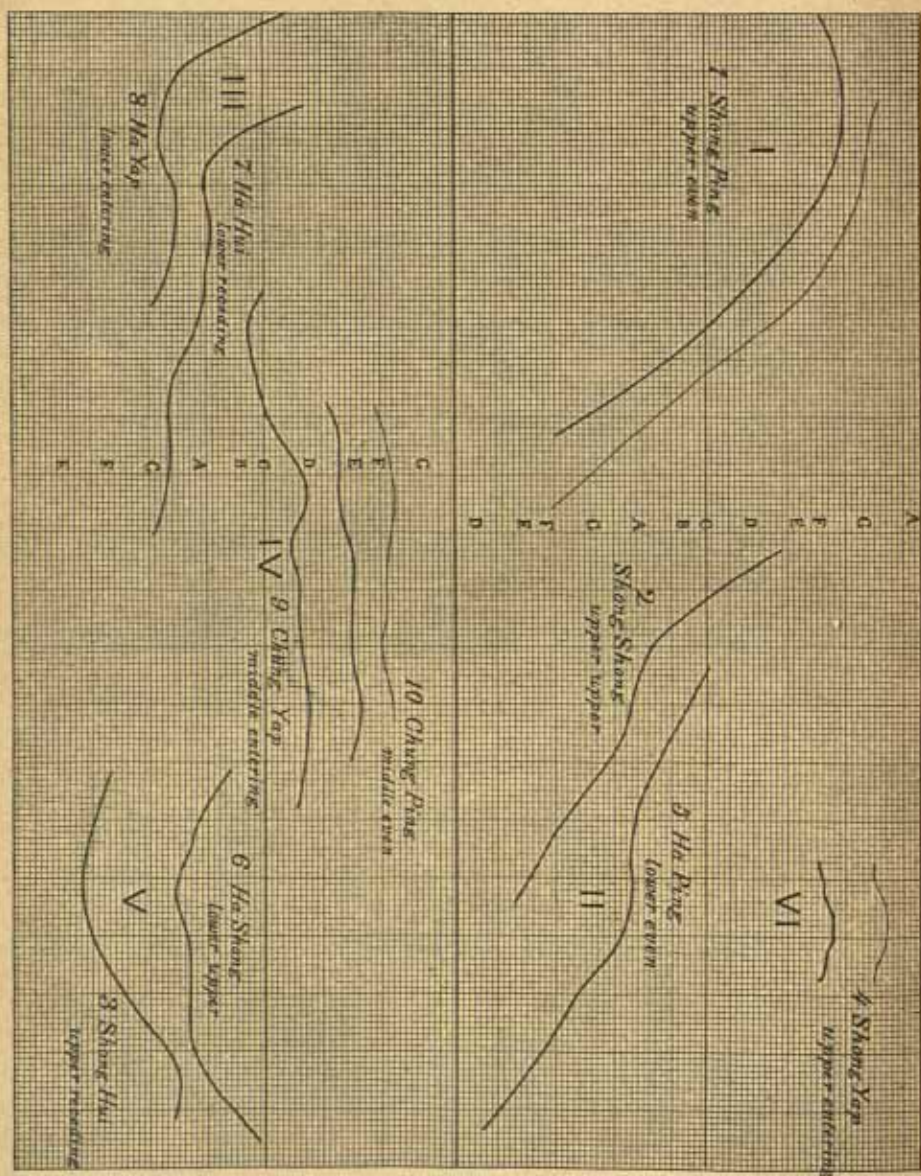 1 Shong Ping
upper even
I
A
G
F
E
D
C
B
A
G
F
E
D
2
Shong Shong
upper upper
5 Ha Ping
lower even
II
4 Shong Yap
upper entering
VI
III
8 Ha Yap
lower entering
7 Ha Hui
lower receding
G
F
E
D
C
B
A
G
F
E
10 Chung Ping
middle even
IV
9 Chung Yap
middle entering
6 Ha Shong
lower upper
V
3 Shong Hui
upper receding